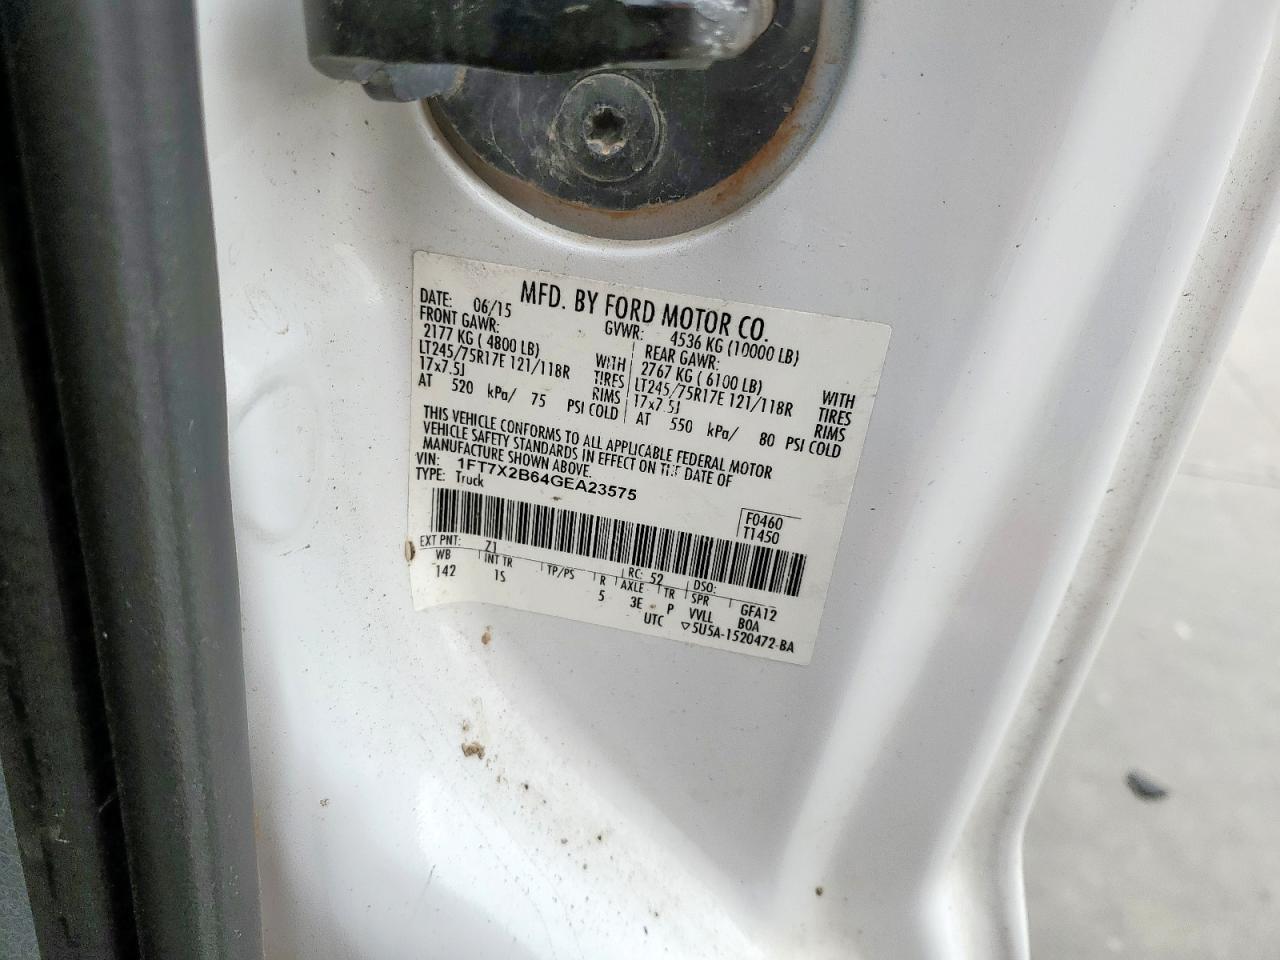 MFD. BY FORD MOTOR CO.
DATE: 06/15 GVWR: 4536 KG (10000 LB)
FRONT GAWR: REAR GAWR:
2177 KG ( 4800 LB) WITH 2767 KG ( 6100 LB) WITH
LT245/75R17E 121/118R TIRES LT245/75R17E 121/118R TIRES
17x7.5J RIMS 17x7.5J RIMS
AT 520 kPa/ 75 PSI COLD AT 550 kPa/ 80 PSI COLD
THIS VEHICLE CONFORMS TO ALL APPLICABLE FEDERAL MOTOR
VEHICLE SAFETY STANDARDS IN EFFECT ON THE DATE OF
MANUFACTURE SHOWN ABOVE.
VIN: 1FT7X2B64GEA23575
TYPE: Truck
F0460
T1450
EXT PNT: Z1 RC: 52 DSO:
WB INT TR TP/PS R AXLE TR SPR GFA12
142 1S 5 3E P VVLL BOA
UTC ▽5U5A-1520472-BA